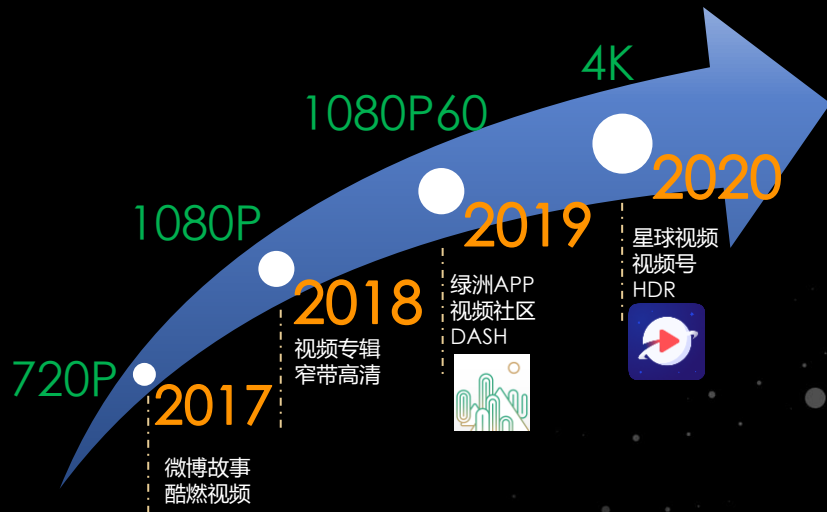 720P
2017
微博故事
酷燃视频
1080P
2018
视频专辑
窄带高清
1080P60
2019
绿洲APP
视频社区
DASH
4K
2020
星球视频
视频号
HDR